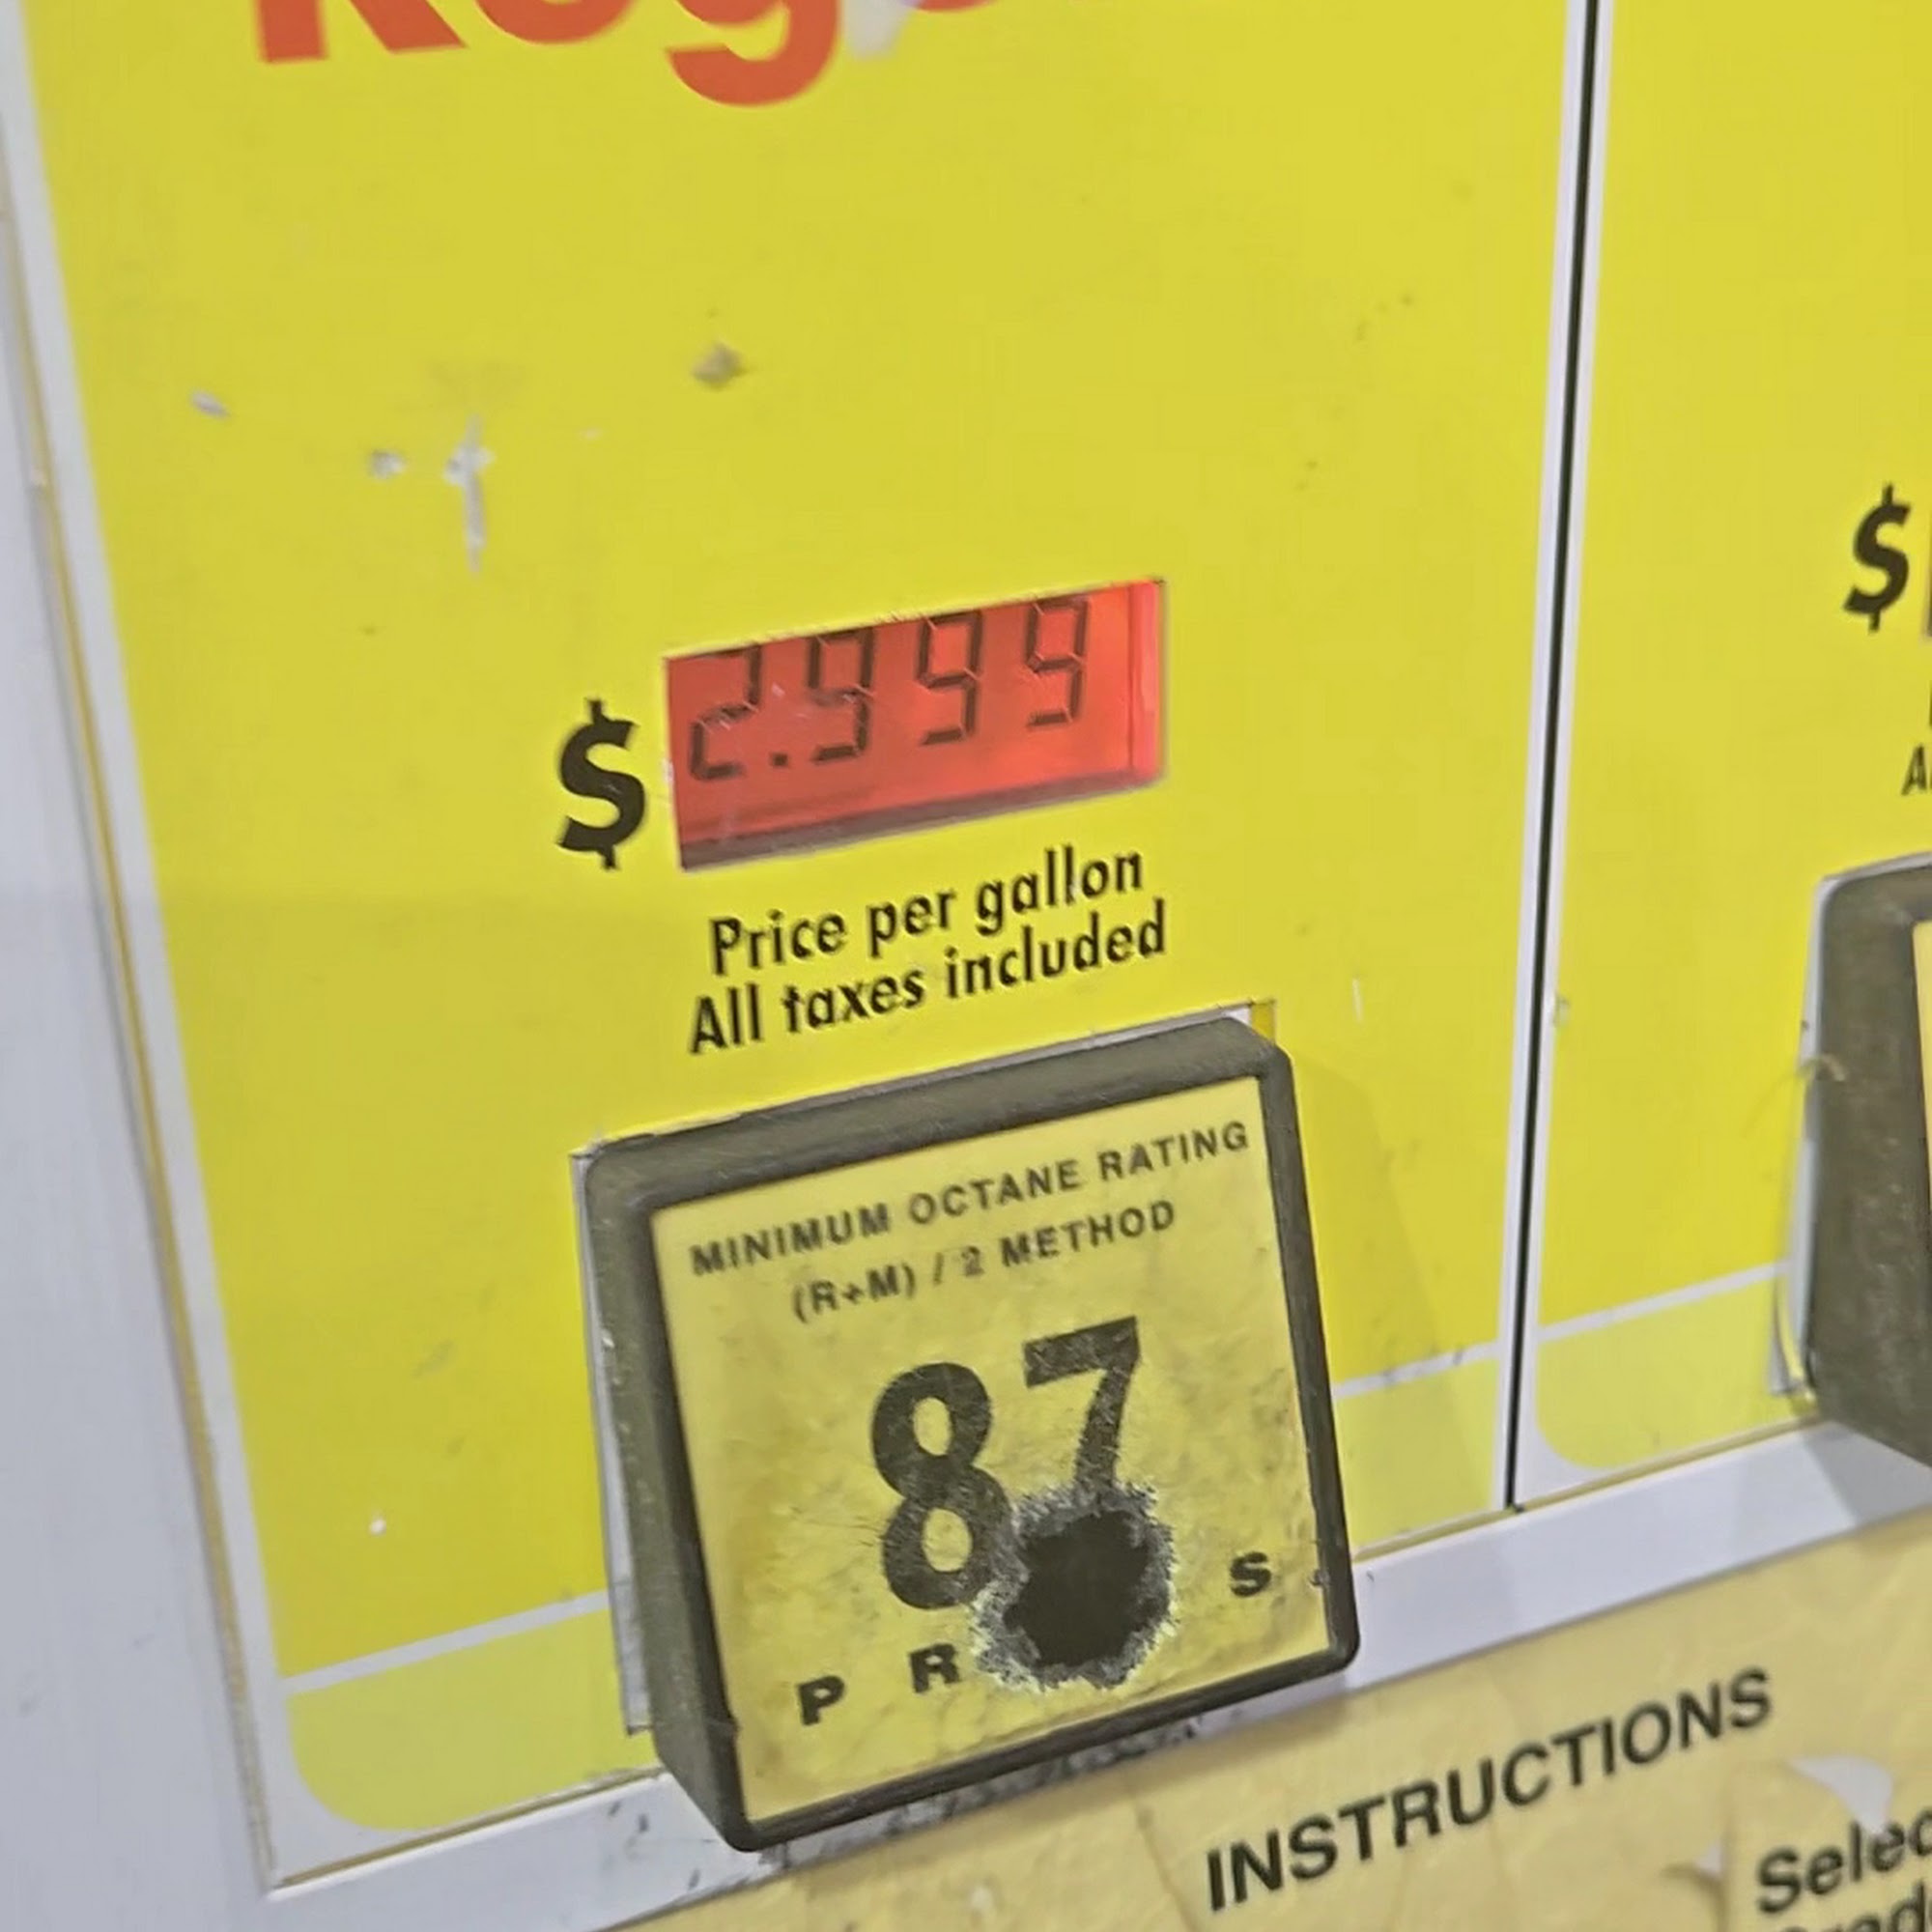 $ 2.999
Price per gallon
All taxes included
MINIMUM OCTANE RATING
(R+M) / 2 METHOD
87
P R S
INSTRUCTIONS
$